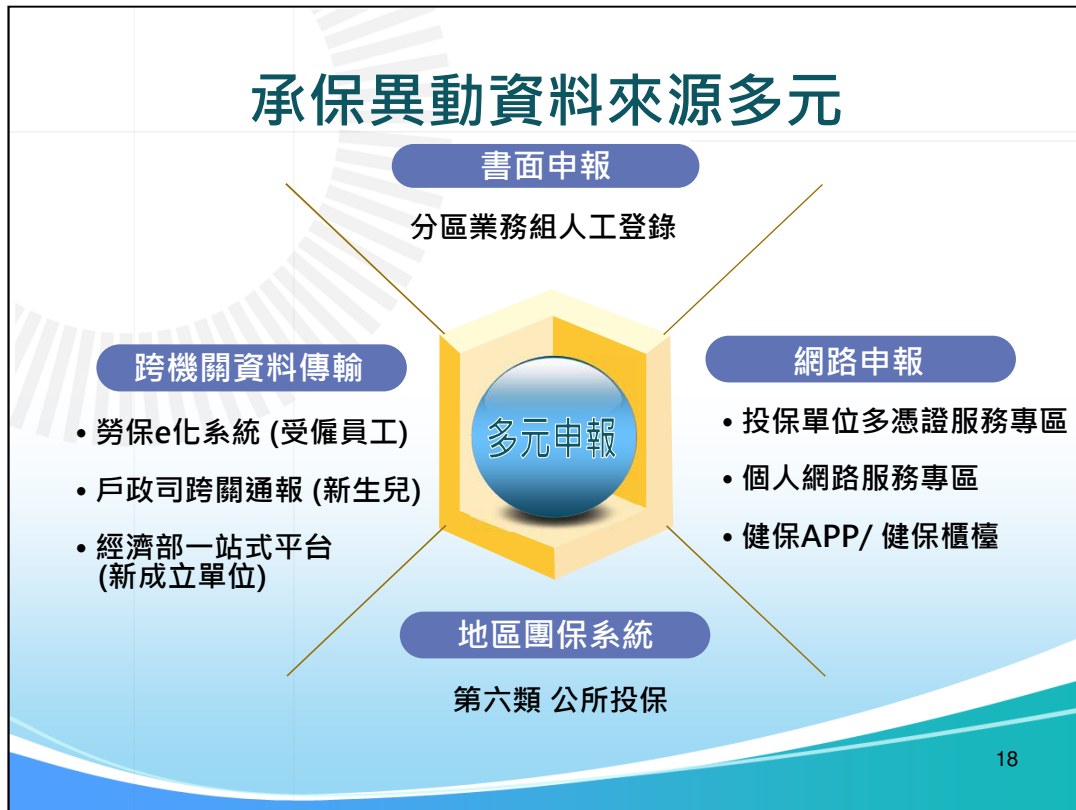 承保異動資料來源多元
書面申報
分區業務組人工登錄
跨機關資料傳輸
• 勞保e化系統 (受僱員工)
• 戶政司跨關通報 (新生兒)
• 經濟部一站式平台
(新成立單位)
多元申報
網路申報
• 投保單位多憑證服務專區
• 個人網路服務專區
• 健保APP/ 健保櫃檯
地區團保系統
第六類 公所投保
18